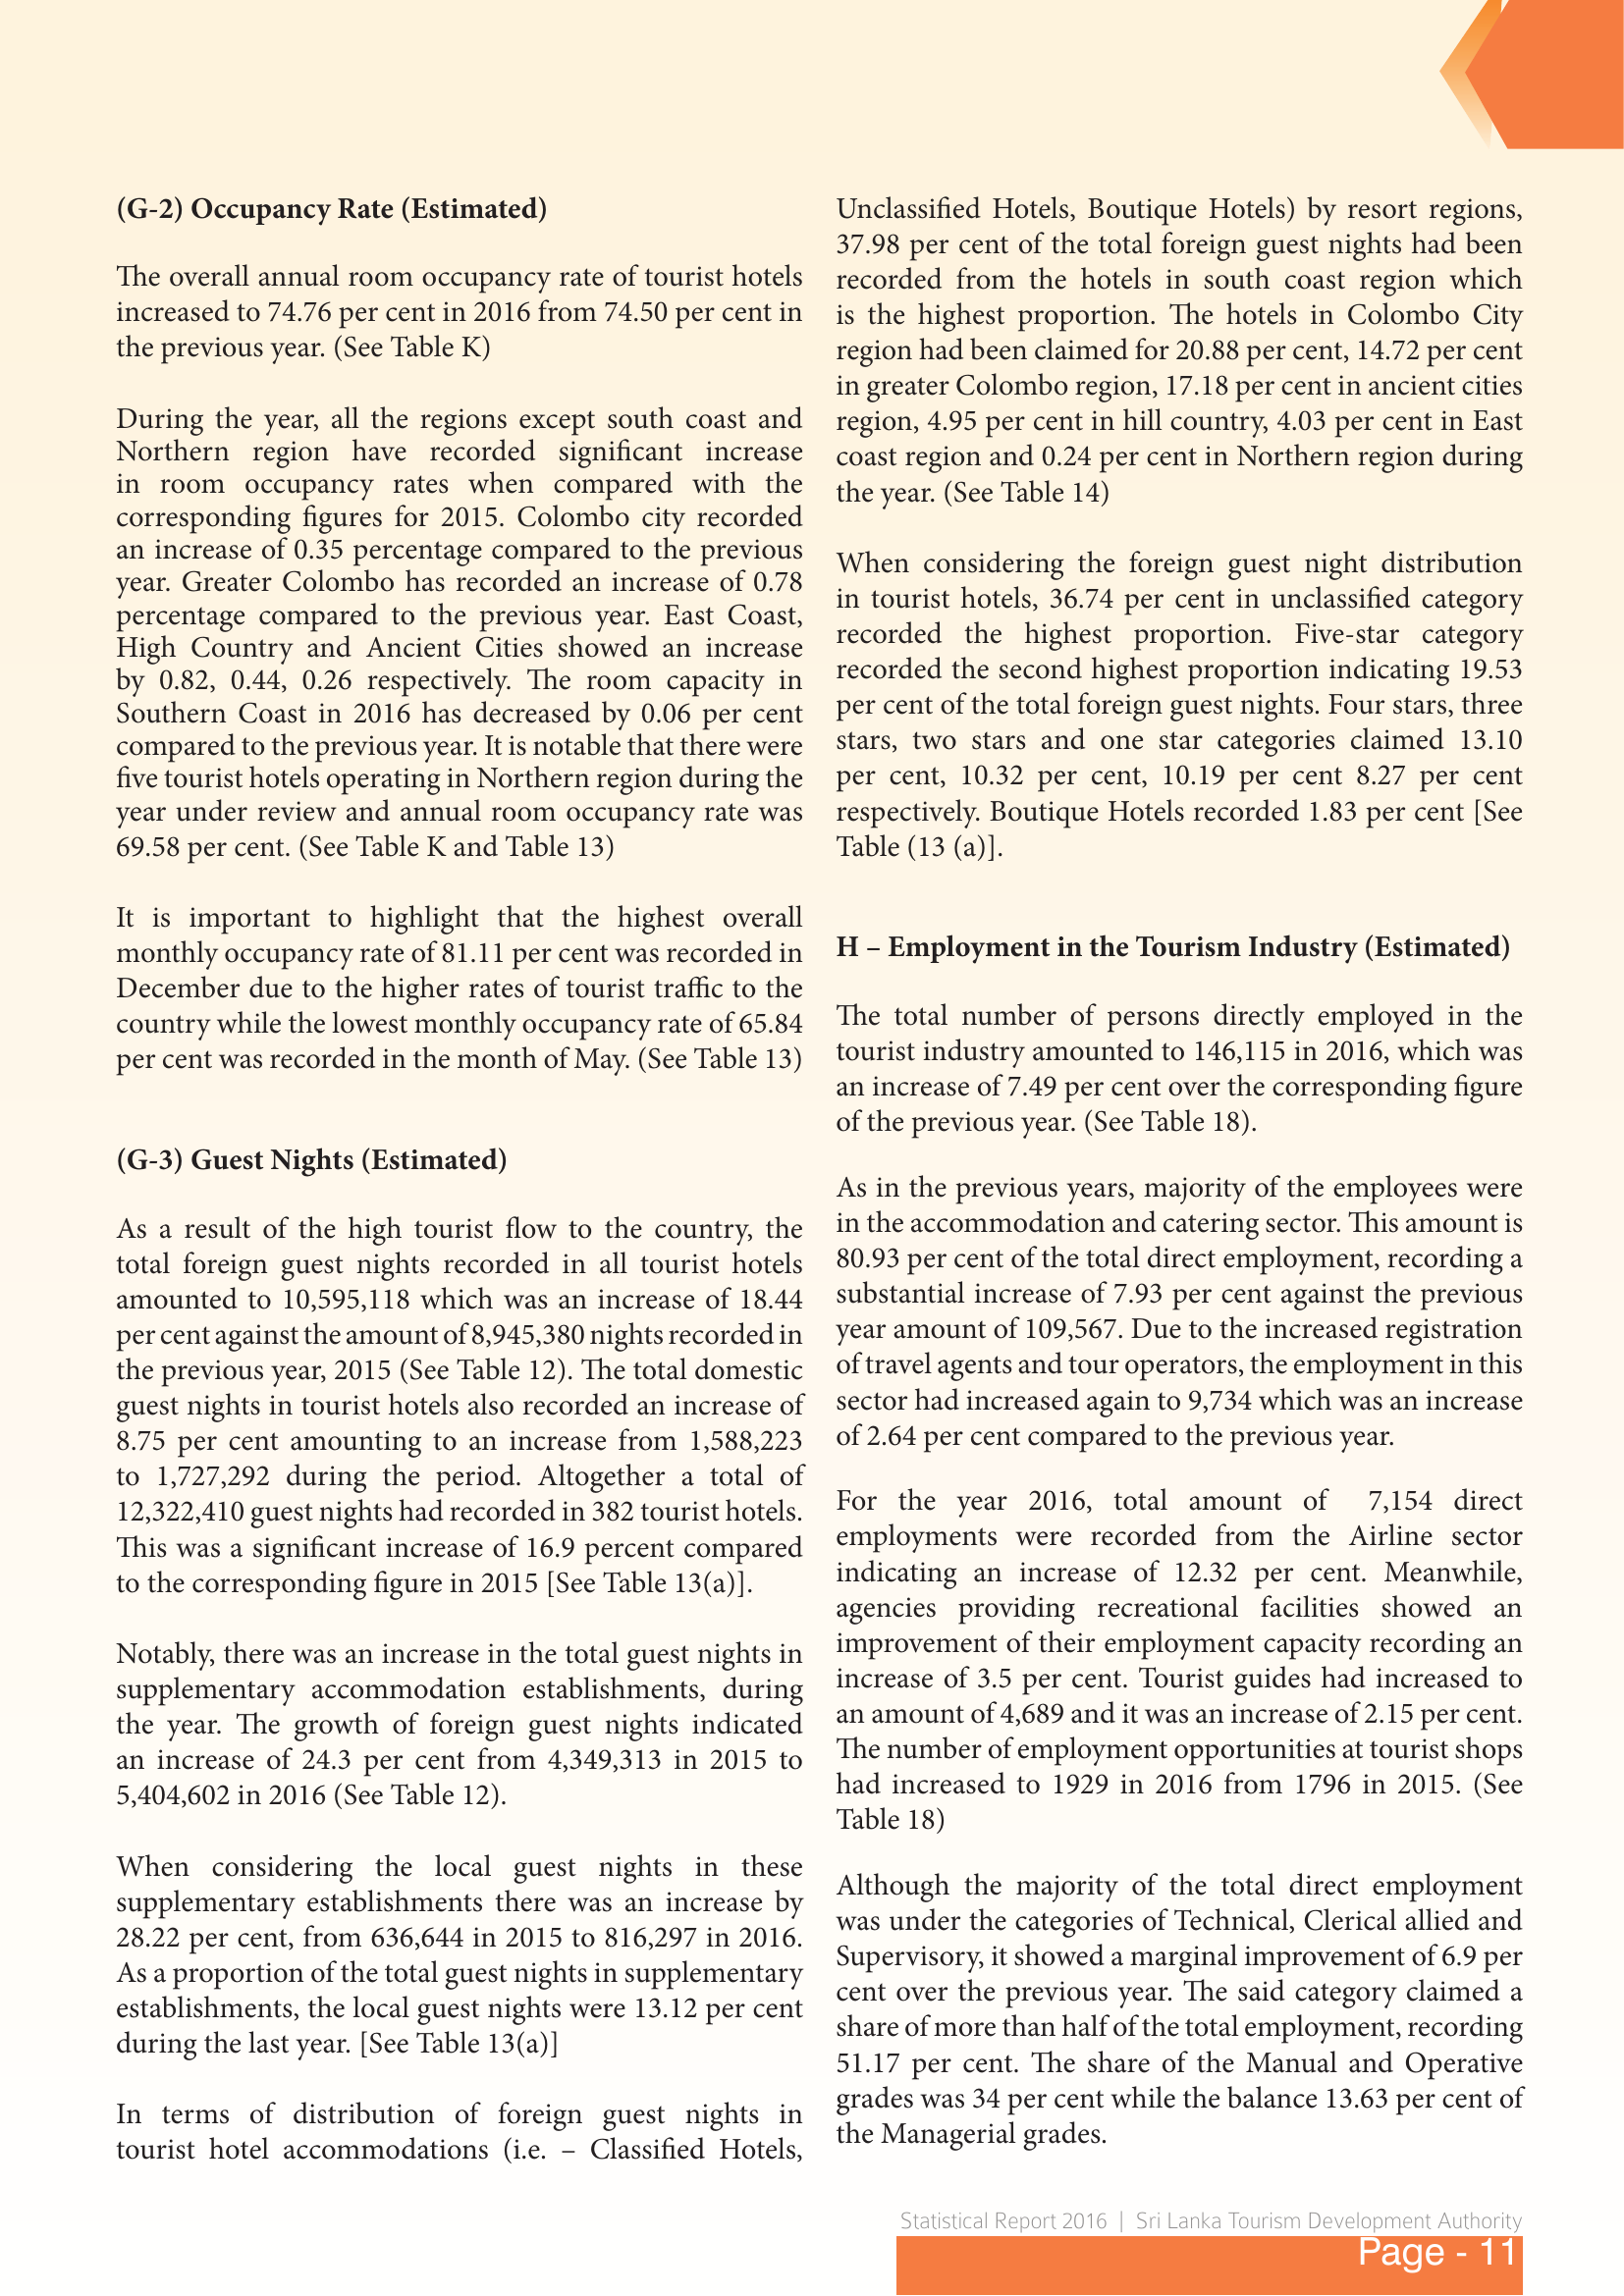 (G-2) Occupancy Rate (Estimated)
The overall annual room occupancy rate of tourist hotels
increased to 74.76 per cent in 2016 from 74.50 per cent in
the previous year. (See Table K)
During the year, all the regions except south coast and
Northern region have recorded significant increase
in room occupancy rates when compared with the
corresponding figures for 2015. Colombo city recorded
an increase of 0.35 percentage compared to the previous
year. Greater Colombo has recorded an increase of 0.78
percentage compared to the previous year. East Coast,
High Country and Ancient Cities showed an increase
by 0.82, 0.44, 0.26 respectively. The room capacity in
Southern Coast in 2016 has decreased by 0.06 per cent
compared to the previous year. It is notable that there were
five tourist hotels operating in Northern region during the
year under review and annual room occupancy rate was
69.58 per cent. (See Table K and Table 13)
It is important to highlight that the highest overall
monthly occupancy rate of 81.11 per cent was recorded in
December due to the higher rates of tourist traffic to the
country while the lowest monthly occupancy rate of 65.84
per cent was recorded in the month of May. (See Table 13)
(G-3) Guest Nights (Estimated)
As a result of the high tourist flow to the country, the
total foreign guest nights recorded in all tourist hotels
amounted to 10,595,118 which was an increase of 18.44
per cent against the amount of 8,945,380 nights recorded in
the previous year, 2015 (See Table 12). The total domestic
guest nights in tourist hotels also recorded an increase of
8.75 per cent amounting to an increase from 1,588,223
to 1,727,292 during the period. Altogether a total of
12,322,410 guest nights had recorded in 382 tourist hotels.
This was a significant increase of 16.9 percent compared
to the corresponding figure in 2015 [See Table 13(a)].
Notably, there was an increase in the total guest nights in
supplementary accommodation establishments, during
the year. The growth of foreign guest nights indicated
an increase of 24.3 per cent from 4,349,313 in 2015 to
5,404,602 in 2016 (See Table 12).
When considering the local guest nights in these
supplementary establishments there was an increase by
28.22 per cent, from 636,644 in 2015 to 816,297 in 2016.
As a proportion of the total guest nights in supplementary
establishments, the local guest nights were 13.12 per cent
during the last year. [See Table 13(a)]
In terms of distribution of foreign guest nights in
tourist hotel accommodations (i.e. – Classified Hotels,
Unclassified Hotels, Boutique Hotels) by resort regions,
37.98 per cent of the total foreign guest nights had been
recorded from the hotels in south coast region which
is the highest proportion. The hotels in Colombo City
region had been claimed for 20.88 per cent, 14.72 per cent
in greater Colombo region, 17.18 per cent in ancient cities
region, 4.95 per cent in hill country, 4.03 per cent in East
coast region and 0.24 per cent in Northern region during
the year. (See Table 14)
When considering the foreign guest night distribution
in tourist hotels, 36.74 per cent in unclassified category
recorded the highest proportion. Five-star category
recorded the second highest proportion indicating 19.53
per cent of the total foreign guest nights. Four stars, three
stars, two stars and one star categories claimed 13.10
per cent, 10.32 per cent, 10.19 per cent 8.27 per cent
respectively. Boutique Hotels recorded 1.83 per cent [See
Table (13 (a)].
H – Employment in the Tourism Industry (Estimated)
The total number of persons directly employed in the
tourist industry amounted to 146,115 in 2016, which was
an increase of 7.49 per cent over the corresponding figure
of the previous year. (See Table 18).
As in the previous years, majority of the employees were
in the accommodation and catering sector. This amount is
80.93 per cent of the total direct employment, recording a
substantial increase of 7.93 per cent against the previous
year amount of 109,567. Due to the increased registration
of travel agents and tour operators, the employment in this
sector had increased again to 9,734 which was an increase
of 2.64 per cent compared to the previous year.
For the year 2016, total amount of 7,154 direct
employments were recorded from the Airline sector
indicating an increase of 12.32 per cent. Meanwhile,
agencies providing recreational facilities showed an
improvement of their employment capacity recording an
increase of 3.5 per cent. Tourist guides had increased to
an amount of 4,689 and it was an increase of 2.15 per cent.
The number of employment opportunities at tourist shops
had increased to 1929 in 2016 from 1796 in 2015. (See
Table 18)
Although the majority of the total direct employment
was under the categories of Technical, Clerical allied and
Supervisory, it showed a marginal improvement of 6.9 per
cent over the previous year. The said category claimed a
share of more than half of the total employment, recording
51.17 per cent. The share of the Manual and Operative
grades was 34 per cent while the balance 13.63 per cent of
the Managerial grades.
Statistical Report 2016 | Sri Lanka Tourism Development Authority
Page - 11